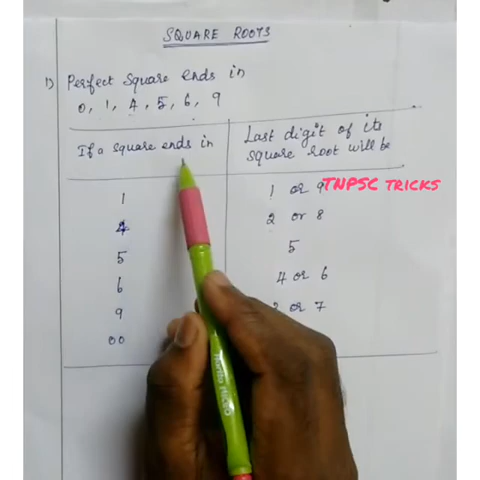 SQUARE ROOTS
1) Perfect Square ends in
0, 1, 4, 5, 6, 9
If a square ends in
Last digit of its
square root will be
1 1 or 9
TNPSC TRICKS
4 2 or 8
5 5
6 4 or 6
9 or 7
00